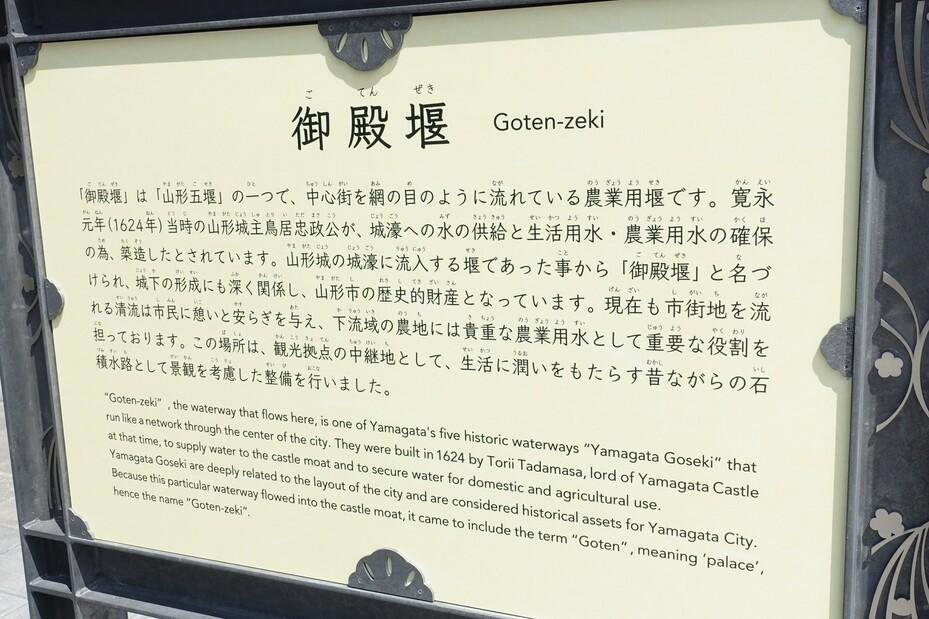 ご てん ぜき
御殿堰 Goten-zeki
「御殿堰」は「山形五堰」の一つで、中心街を網の目のように流れている農業用堰です。寛永
元年(1624年)当時の山形城主鳥居忠政公が、城濠への水の供給と生活用水・農業用水の確保
の為、築造したとされています。山形城の城濠に流入する堰であった事から「御殿堰」と名づ
けられ、城下の形成にも深く関係し、山形市の歴史的財産となっています。現在も市街地を流
れる清流は市民に憩いと安らぎを与え、下流域の農地には貴重な農業用水として重要な役割を
担っております。この場所は、観光拠点の中継地として、生活に潤いをもたらす昔ながらの石
積水路として景観を考慮した整備を行いました。
"Goten-zeki" , the waterway that flows here, is one of Yamagata's five historic waterways "Yamagata Goseki" that
run like a network through the center of the city. They were built in 1624 by Torii Tadamasa, lord of Yamagata Castle
at that time, to supply water to the castle moat and to secure water for domestic and agricultural use.
Yamagata Goseki are deeply related to the layout of the city and are considered historical assets for Yamagata City.
Because this particular waterway flowed into the castle moat, it came to include the term "Goten" , meaning 'palace',
hence the name "Goten-zeki".